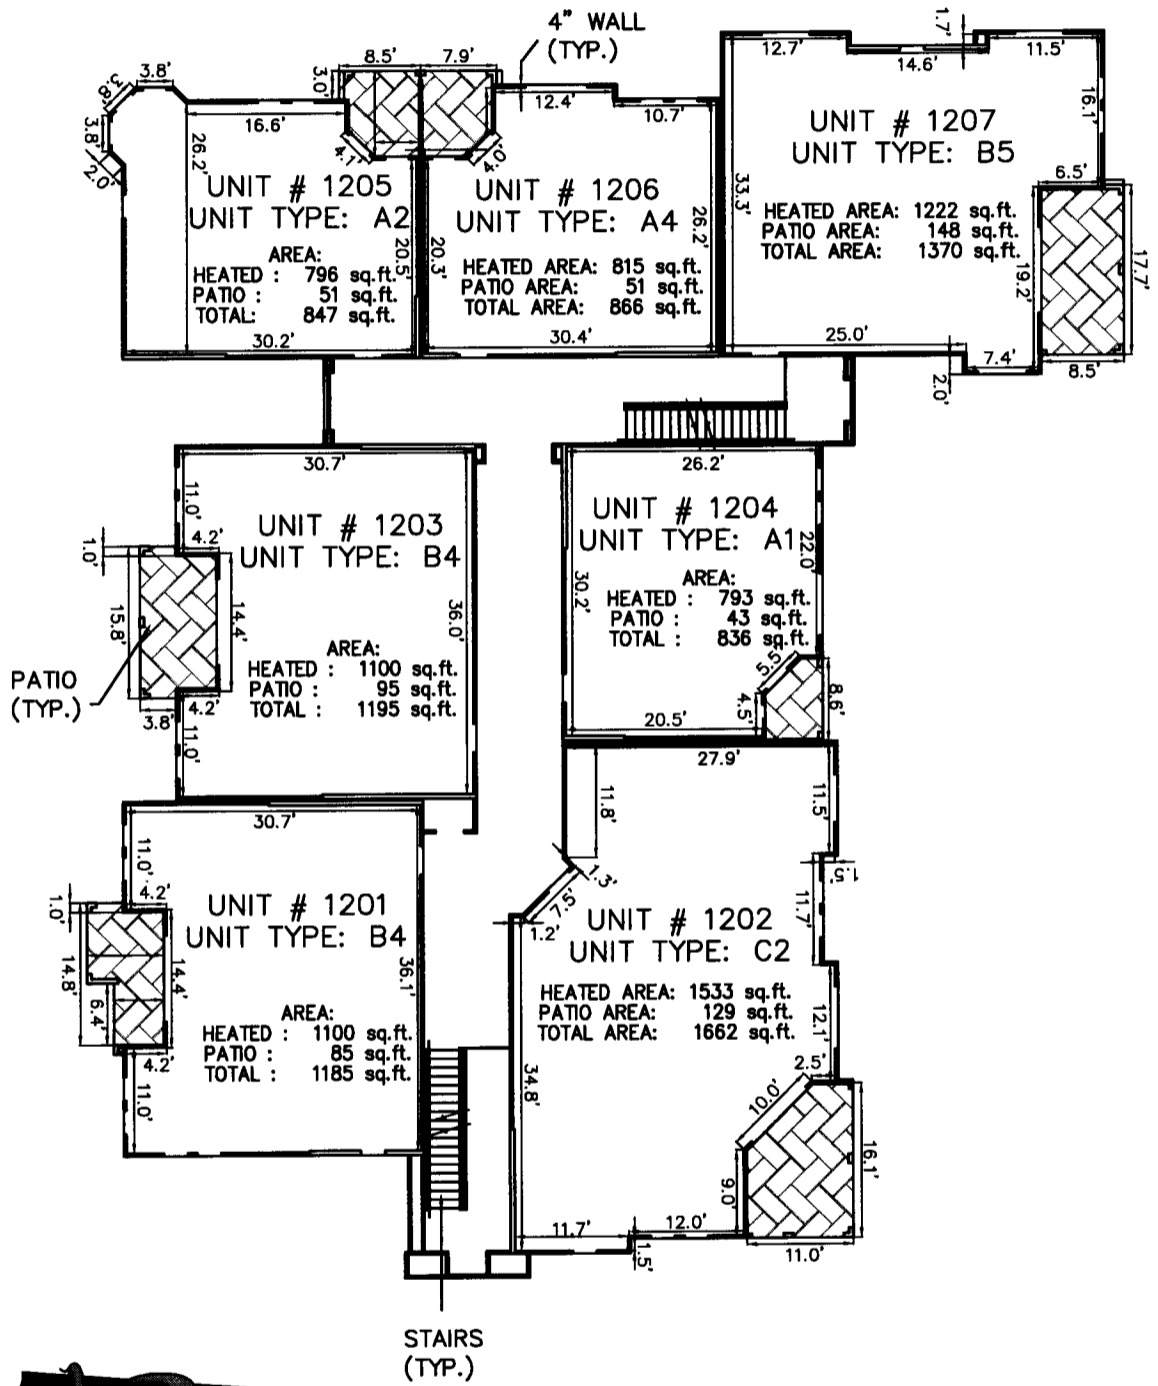 4" WALL
(TYP.)
3.8'
3.8'
3.8'
2.0'
16.6'
26.2'
3.0'
8.5'
7.9'
4.1'
4.0'
UNIT # 1205
UNIT TYPE: A2
AREA:
HEATED : 796 sq.ft.
PATIO : 51 sq.ft.
TOTAL: 847 sq.ft.
20.5'
30.2'
12.4'
10.7'
UNIT # 1206
UNIT TYPE: A4
HEATED AREA: 815 sq.ft.
PATIO AREA: 51 sq.ft.
TOTAL AREA: 866 sq.ft.
20.3'
26.2'
30.4'
12.7'
14.6'
1.7'
11.5'
16.1'
UNIT # 1207
UNIT TYPE: B5
HEATED AREA: 1222 sq.ft.
PATIO AREA: 148 sq.ft.
TOTAL AREA: 1370 sq.ft.
33.3'
6.5'
17.7'
19.2'
25.0'
7.4'
2.0'
8.5'
30.7'
11.0'
4.2'
1.0'
UNIT # 1203
UNIT TYPE: B4
15.8'
14.4'
36.0'
AREA:
HEATED : 1100 sq.ft.
PATIO : 95 sq.ft.
TOTAL : 1195 sq.ft.
PATIO
(TYP.)
3.8'
4.2'
11.0'
26.2'
UNIT # 1204
UNIT TYPE: A1
22.0'
30.2'
AREA:
HEATED : 793 sq.ft.
PATIO : 43 sq.ft.
TOTAL : 836 sq.ft.
5.5'
4.5'
8.6'
20.5'
30.7'
11.0'
4.2'
1.0'
UNIT # 1201
UNIT TYPE: B4
14.8'
6.4'
14.4'
36.1'
AREA:
HEATED : 1100 sq.ft.
PATIO : 85 sq.ft.
TOTAL : 1185 sq.ft.
4.2'
11.0'
27.9'
11.8'
11.5'
1.3'
7.5'
1.2'
1.5'
11.7'
UNIT # 1202
UNIT TYPE: C2
HEATED AREA: 1533 sq.ft.
PATIO AREA: 129 sq.ft.
TOTAL AREA: 1662 sq.ft.
12.1'
2.5'
34.8'
10.0'
9.0'
16.1'
11.7'
12.0'
1.5'
11.0'
STAIRS
(TYP.)